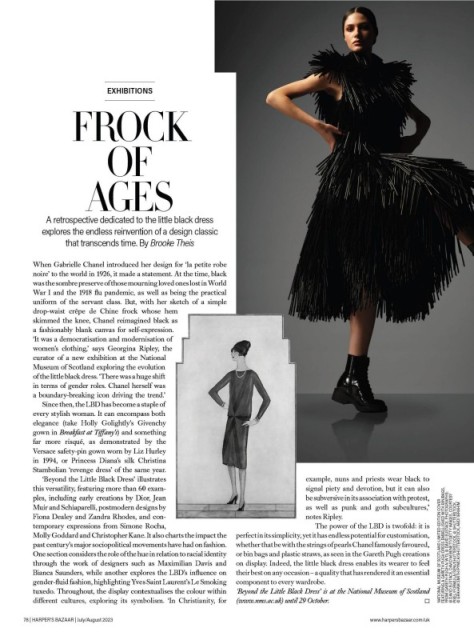 EXHIBITIONS
FROCK
OF
AGES
A retrospective dedicated to the little black dress
explores the endless reinvention of a design classic
that transcends time. By Brooke Theis
When Gabrielle Chanel introduced her design for ‘la petite robe
noire’ to the world in 1926, it made a statement. At the time, black
was the sombre preserve of those mourning loved ones lost in World
War I and the 1918 flu pandemic, as well as being the practical
uniform of the servant class. But, with her sketch of a simple
drop-waist crêpe de Chine frock whose hem
skimmed the knee, Chanel reimagined black as
a fashionably blank canvas for self-expression.
‘It was a democratisation and modernisation of
women’s clothing,’ says Georgina Ripley, the
curator of a new exhibition at the National
Museum of Scotland exploring the evolution
of the little black dress. ‘There was a huge shift
in terms of gender roles. Chanel herself was
a boundary-breaking icon driving the trend.’
Since then, the LBD has become a staple of
every stylish woman. It can encompass both
elegance (take Holly Golightly’s Givenchy
gown in Breakfast at Tiffany’s) and something
far more risqué, as demonstrated by the
Versace safety-pin gown worn by Liz Hurley
in 1994, or Princess Diana’s silk Christina
Stambolian ‘revenge dress’ of the same year.
‘Beyond the Little Black Dress’ illustrates
this versatility, featuring more than 60 exam-
ples, including early creations by Dior, Jean
Muir and Schiaparelli, postmodern designs by
Fiona Dealey and Zandra Rhodes, and con-
temporary expressions from Simone Rocha,
Molly Goddard and Christopher Kane. It also charts the impact the
past century’s major sociopolitical movements have had on fashion.
One section considers the role of the hue in relation to racial identity
through the work of designers such as Maximilian Davis and
Bianca Saunders, while another explores the LBD’s influence on
gender-fluid fashion, highlighting Yves Saint Laurent’s Le Smoking
tuxedo. Throughout, the display contextualises the colour within
different cultures, exploring its symbolism. ‘In Christianity, for
example, nuns and priests wear black to
signal piety and devotion, but it can also
be subversive in its association with protest,
as well as punk and goth subcultures,’
notes Ripley.
The power of the LBD is twofold: it is
perfect in its simplicity, yet it has endless potential for customisation,
whether that be with the strings of pearls Chanel famously favoured,
or bin bags and plastic straws, as seen in the Gareth Pugh creations
on display. Indeed, the little black dress enables its wearer to feel
their best on any occasion – a quality that has rendered it an essential
component to every wardrobe.
‘Beyond the Little Black Dress’ is at the National Museum of Scotland
(www.nms.ac.uk) until 29 October.
76 | HARPER’S BAZAAR | July/August 2023
www.harpersbazaar.com/uk